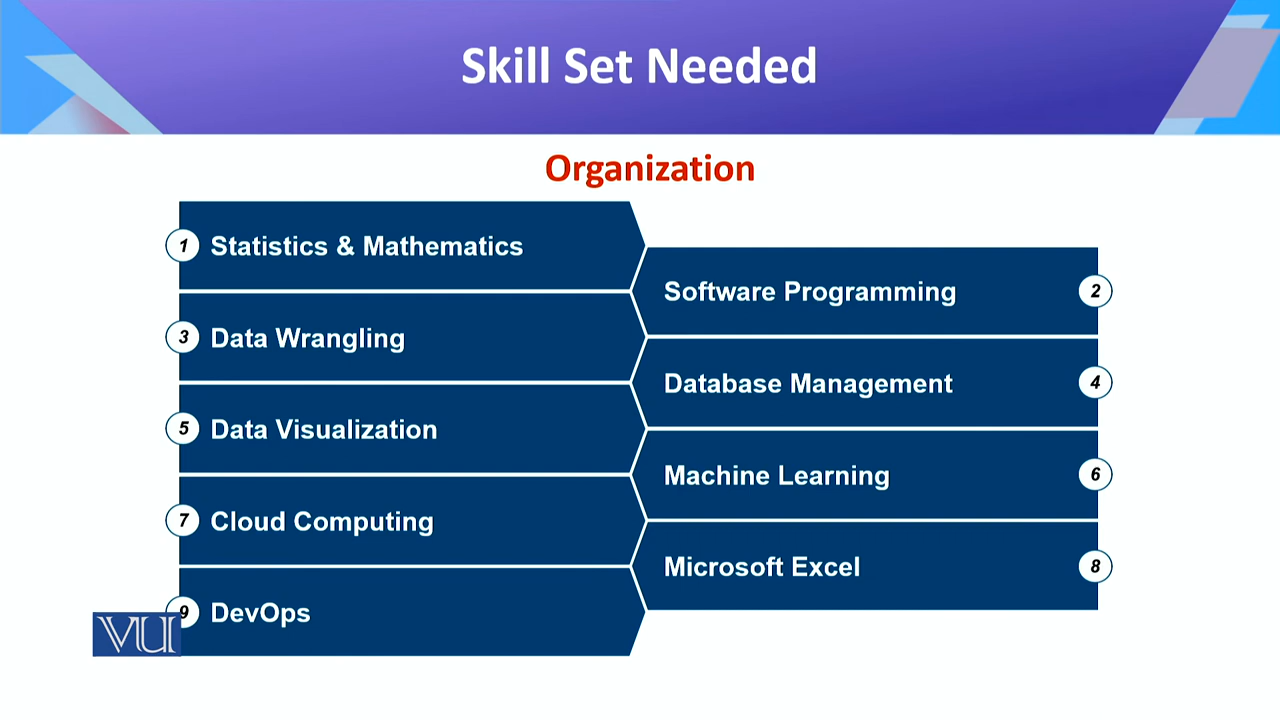 Skill Set Needed
Organization
1 Statistics & Mathematics
Software Programming 2
3 Data Wrangling
Database Management 4
5 Data Visualization
Machine Learning 6
7 Cloud Computing
Microsoft Excel 8
9 DevOps
VU